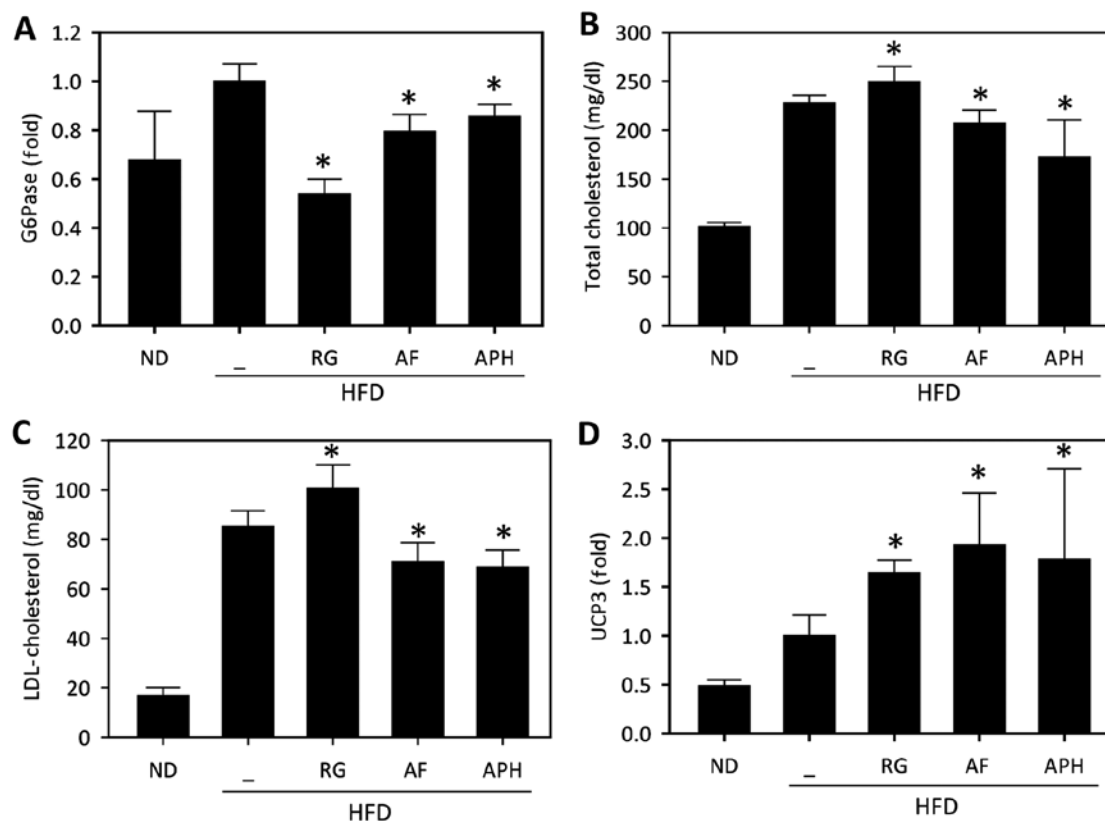 A
G6Pase (fold)
1.2
1.0
0.8
0.6
0.4
0.2
0.0
* * *
ND _ RG AF APH
HFD
B
Total cholesterol (mg/dl)
300
250
200
150
100
50
0
* * *
ND _ RG AF APH
HFD
C
LDL-cholesterol (mg/dl)
120
100
80
60
40
20
0
* * *
ND _ RG AF APH
HFD
D
UCP3 (fold)
3.0
2.5
2.0
1.5
1.0
0.5
0.0
* * *
ND _ RG AF APH
HFD